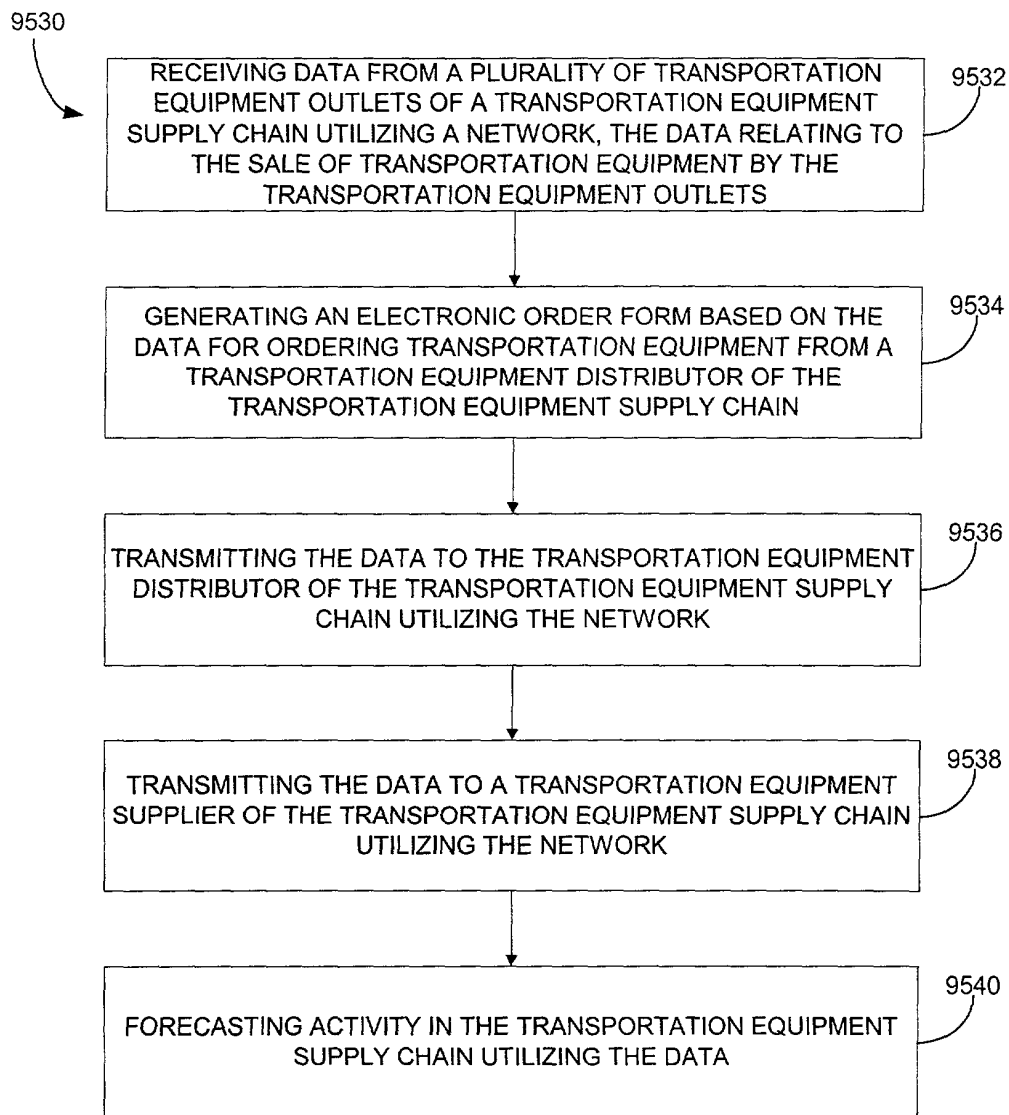 9530
RECEIVING DATA FROM A PLURALITY OF TRANSPORTATION
EQUIPMENT OUTLETS OF A TRANSPORTATION EQUIPMENT
SUPPLY CHAIN UTILIZING A NETWORK, THE DATA RELATING TO
THE SALE OF TRANSPORTATION EQUIPMENT BY THE
TRANSPORTATION EQUIPMENT OUTLETS
9532
GENERATING AN ELECTRONIC ORDER FORM BASED ON THE
DATA FOR ORDERING TRANSPORTATION EQUIPMENT FROM A
TRANSPORTATION EQUIPMENT DISTRIBUTOR OF THE
TRANSPORTATION EQUIPMENT SUPPLY CHAIN
9534
TRANSMITTING THE DATA TO THE TRANSPORTATION EQUIPMENT
DISTRIBUTOR OF THE TRANSPORTATION EQUIPMENT SUPPLY
CHAIN UTILIZING THE NETWORK
9536
TRANSMITTING THE DATA TO A TRANSPORTATION EQUIPMENT
SUPPLIER OF THE TRANSPORTATION EQUIPMENT SUPPLY CHAIN
UTILIZING THE NETWORK
9538
FORECASTING ACTIVITY IN THE TRANSPORTATION EQUIPMENT
SUPPLY CHAIN UTILIZING THE DATA
9540